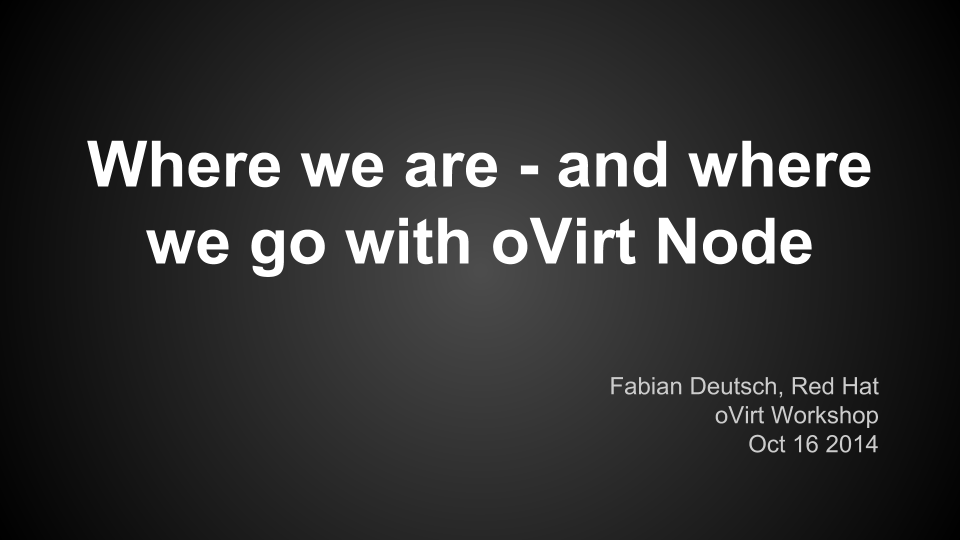 Where we are - and where
we go with oVirt Node
Fabian Deutsch, Red Hat
oVirt Workshop
Oct 16 2014